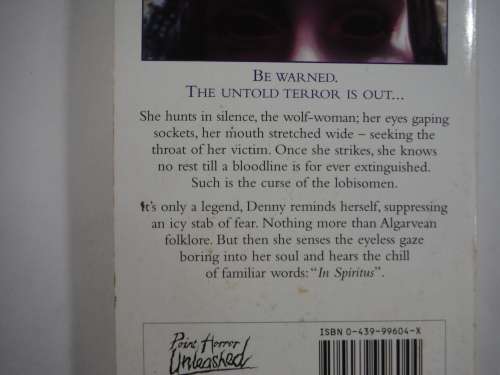 BE WARNED.
THE UNTOLD TERROR IS OUT...
She hunts in silence, the wolf-woman; her eyes gaping
sockets, her mouth stretched wide – seeking the
throat of her victim. Once she strikes, she knows
no rest till a bloodline is for ever extinguished.
Such is the curse of the lobisomen.
It's only a legend, Denny reminds herself, suppressing
an icy stab of fear. Nothing more than Algarvean
folklore. But then she senses the eyeless gaze
boring into her soul and hears the chill
of familiar words: "In Spiritus".
Point Horror
Unleashed
ISBN 0-439-99604-X